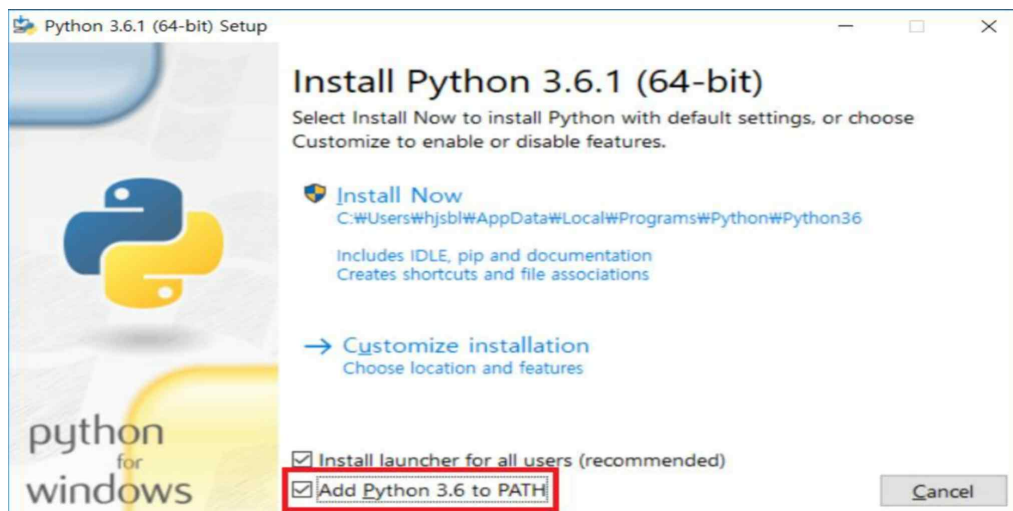 Python 3.6.1 (64-bit) Setup
Install Python 3.6.1 (64-bit)
Select Install Now to install Python with default settings, or choose
Customize to enable or disable features.
Install Now
C:₩Users₩hjsbl₩AppData₩Local₩Programs₩Python₩Python36
Includes IDLE, pip and documentation
Creates shortcuts and file associations
Customize installation
Choose location and features
python
for
windows
Install launcher for all users (recommended)
Add Python 3.6 to PATH
Cancel